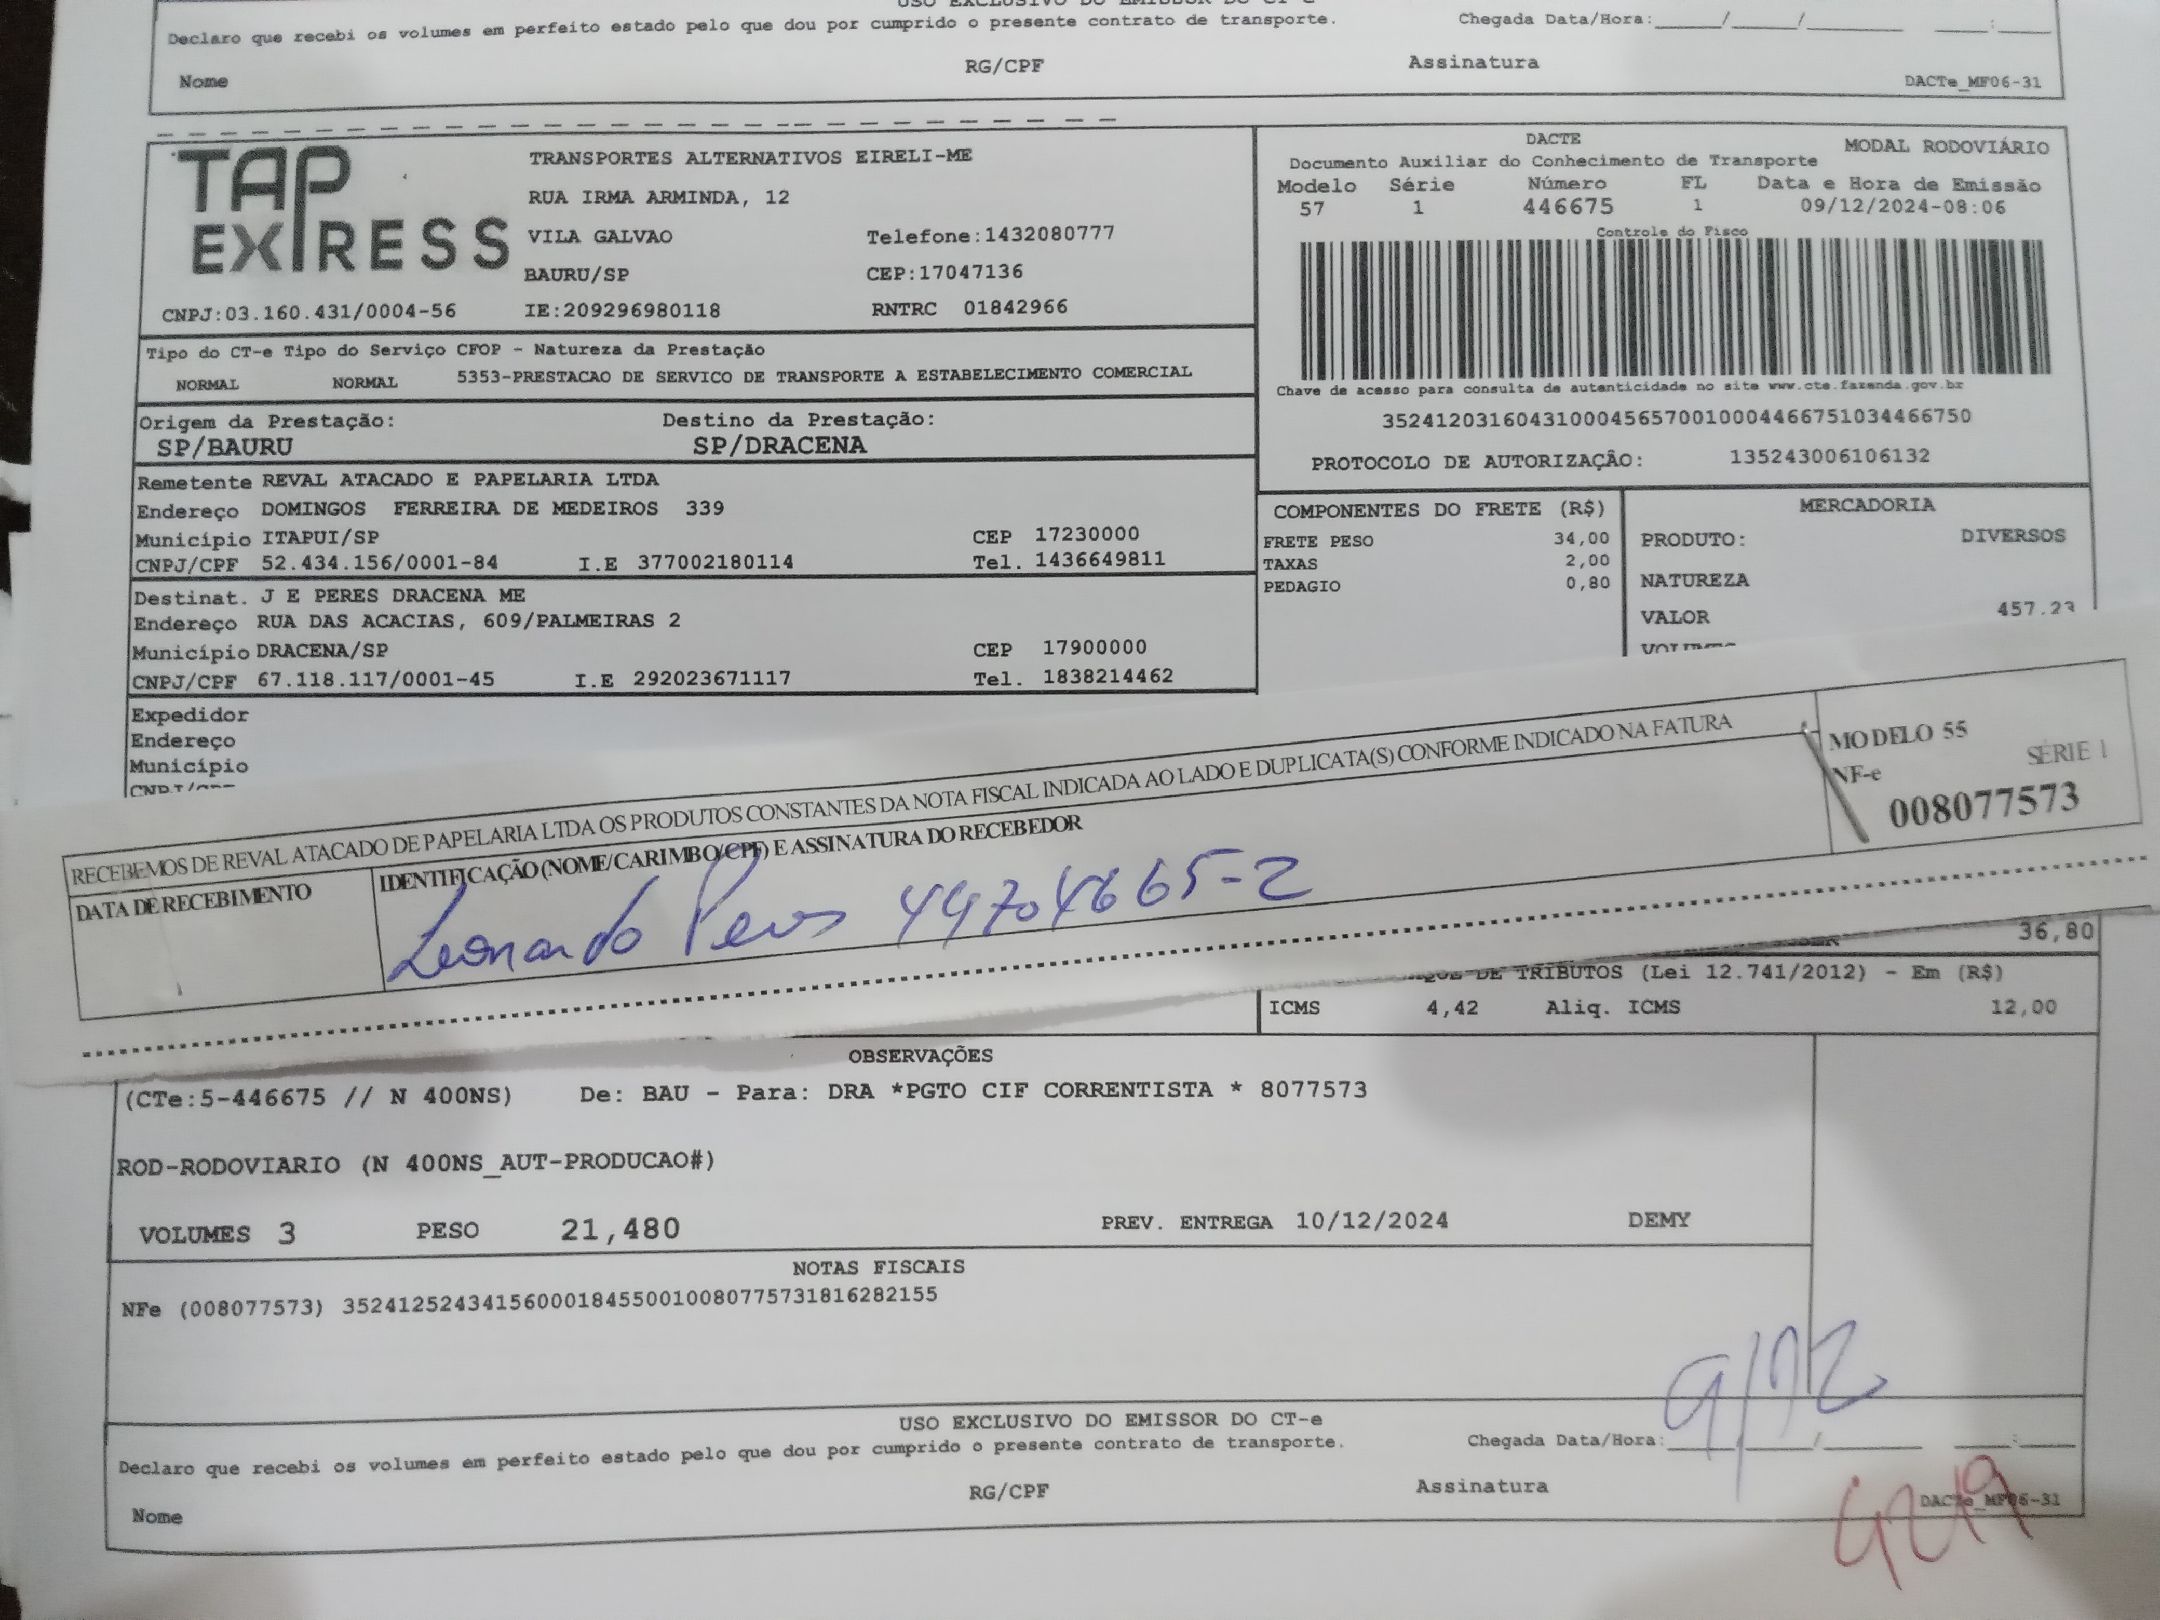 Declaro que recebi os volumes em perfeito estado pelo que dou por cumprido o presente contrato de transporte. Chegada Data/Hora:____/____/______ ___:___
Nome RG/CPF Assinatura
DACTe_MF06-31
TAP EXPRESS
TRANSPORTES ALTERNATIVOS EIRELI-ME
RUA IRMA ARMINDA, 12
VILA GALVAO Telefone:1432080777
BAURU/SP CEP:17047136
CNPJ:03.160.431/0004-56 IE:209296980118 RNTRC 01842966
DACTE MODAL RODOVIÁRIO
Documento Auxiliar do Conhecimento de Transporte
Modelo Série Número FL Data e Hora de Emissão
57 1 446675 1 09/12/2024-08:06
Controle do Fisco
Chave de acesso para consulta de autenticidade no site www.cte.fazenda.gov.br
35241203160431000456570010004466751034466750
PROTOCOLO DE AUTORIZAÇÃO: 135243006106132
Tipo do CT-e Tipo do Serviço CFOP - Natureza da Prestação
NORMAL NORMAL 5353-PRESTACAO DE SERVICO DE TRANSPORTE A ESTABELECIMENTO COMERCIAL
Origem da Prestação: Destino da Prestação:
SP/BAURU SP/DRACENA
Remetente REVAL ATACADO E PAPELARIA LTDA
Endereço DOMINGOS FERREIRA DE MEDEIROS 339
Município ITAPUI/SP CEP 17230000
CNPJ/CPF 52.434.156/0001-84 I.E 377002180114 Tel. 1436649811
Destinat. J E PERES DRACENA ME
Endereço RUA DAS ACACIAS, 609/PALMEIRAS 2
Município DRACENA/SP CEP 17900000
CNPJ/CPF 67.118.117/0001-45 I.E 292023671117 Tel. 1838214462
Expedidor
Endereço
Município
COMPONENTES DO FRETE (R$)
FRETE PESO 34,00
TAXAS 2,00
PEDAGIO 0,80
MERCADORIA
PRODUTO: DIVERSOS
NATUREZA
VALOR 457.23
RECEBEMOS DE REVAL ATACADO DE PAPELARIA LTDA OS PRODUTOS CONSTANTES DA NOTA FISCAL INDICADA AO LADO E DUPLICATA(S) CONFORME INDICADO NA FATURA
DATA DE RECEBIMENTO
IDENTIFICAÇÃO (NOME/CARIMBO/CPF) E ASSINATURA DO RECEBEDOR
Leonardo Peres
MODELO 55
SÉRIE 1
NF-e
008077573
36,80
DE TRIBUTOS (Lei 12.741/2012) - Em (R$)
ICMS 4,42 Aliq. ICMS 12,00
OBSERVAÇÕES
(CTe:5-446675 // N 400NS) De: BAU - Para: DRA *PGTO CIF CORRENTISTA * 8077573
ROD-RODOVIARIO (N 400NS_AUT-PRODUCAO#)
VOLUMES 3 PESO 21,480 PREV. ENTREGA 10/12/2024 DEMY
NOTAS FISCAIS
NFe (008077573) 35241252434156000184550010080775731816282155
9/12
USO EXCLUSIVO DO EMISSOR DO CT-e
Declaro que recebi os volumes em perfeito estado pelo que dou por cumprido o presente contrato de transporte. Chegada Data/Hora:____/____/______ ___:___
Nome RG/CPF Assinatura
DACTe_MF06-31